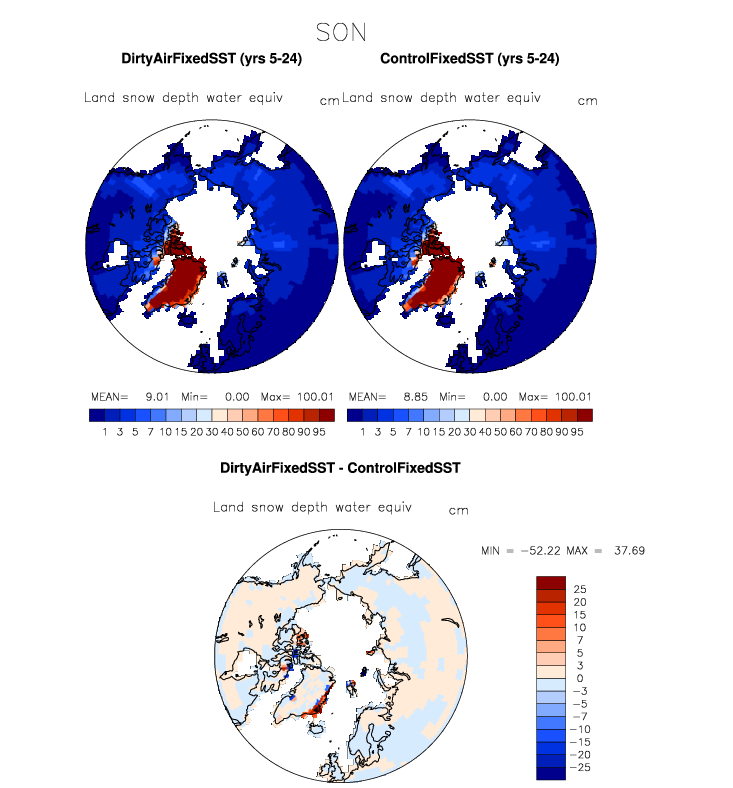 SON
DirtyAirFixedSST (yrs 5-24) ControlFixedSST (yrs 5-24)
Land snow depth water equiv cm Land snow depth water equiv cm
MEAN= 9.01 Min= 0.00 Max= 100.01 MEAN= 8.85 Min= 0.00 Max= 100.01
1 3 5 7 10 15 20 30 40 50 60 70 80 90 95 1 3 5 7 10 15 20 30 40 50 60 70 80 90 95
DirtyAirFixedSST - ControlFixedSST
Land snow depth water equiv cm
MIN = -52.22 MAX = 37.69
25
20
15
10
7
5
3
0
-3
-5
-7
-10
-15
-20
-25